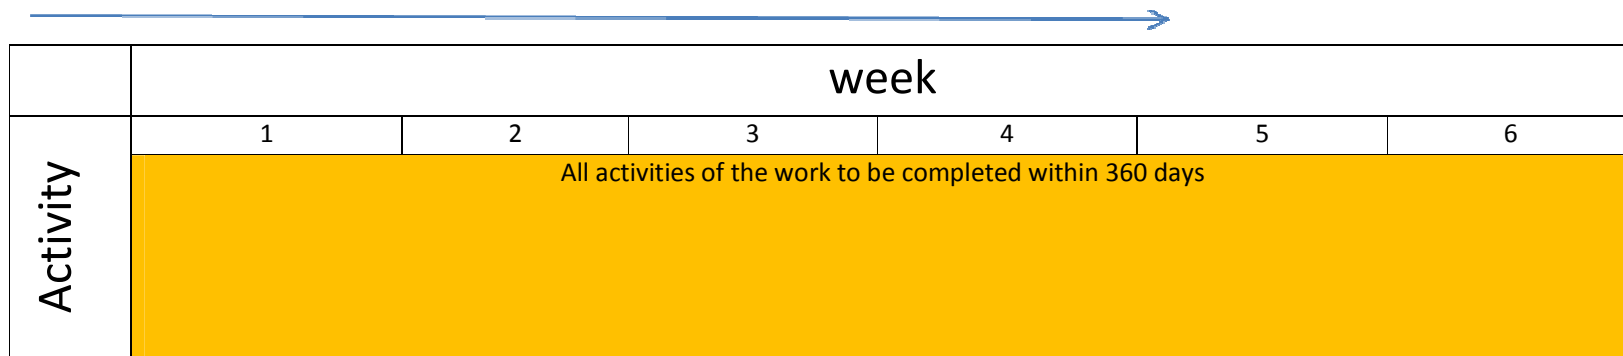 week
1 2 3 4 5 6
All activities of the work to be completed within 360 days
Activity